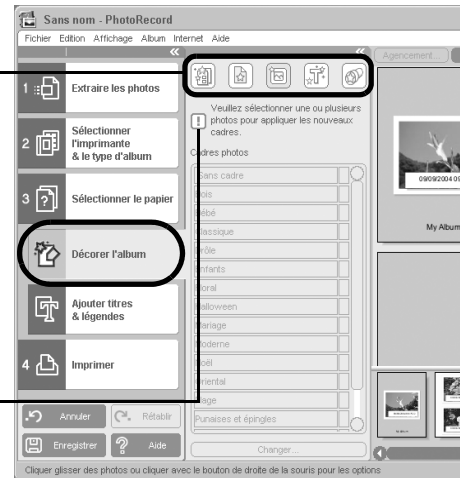 Sans nom - PhotoRecord
Fichier Edition Affichage Album Internet Aide
1 Extraire les photos
2 Sélectionner
l'imprimante
& le type d'album
3 Sélectionner le papier
Décorer l'album
Ajouter titres
& légendes
4 Imprimer
Annuler Rétablir
Enregistrer Aide
Veuillez sélectionner une ou plusieurs
photos pour appliquer les nouveaux
cadres.
Cadres photos
Sans cadre
Bois
Bébé
Classique
Drôle
Enfants
Floral
Halloween
Mariage
Moderne
Noël
Oriental
Plage
Punaises et épingles
Changer...
Agencement...
My Album
Cliquer glisser des photos ou cliquer avec le bouton de droite de la souris pour les options